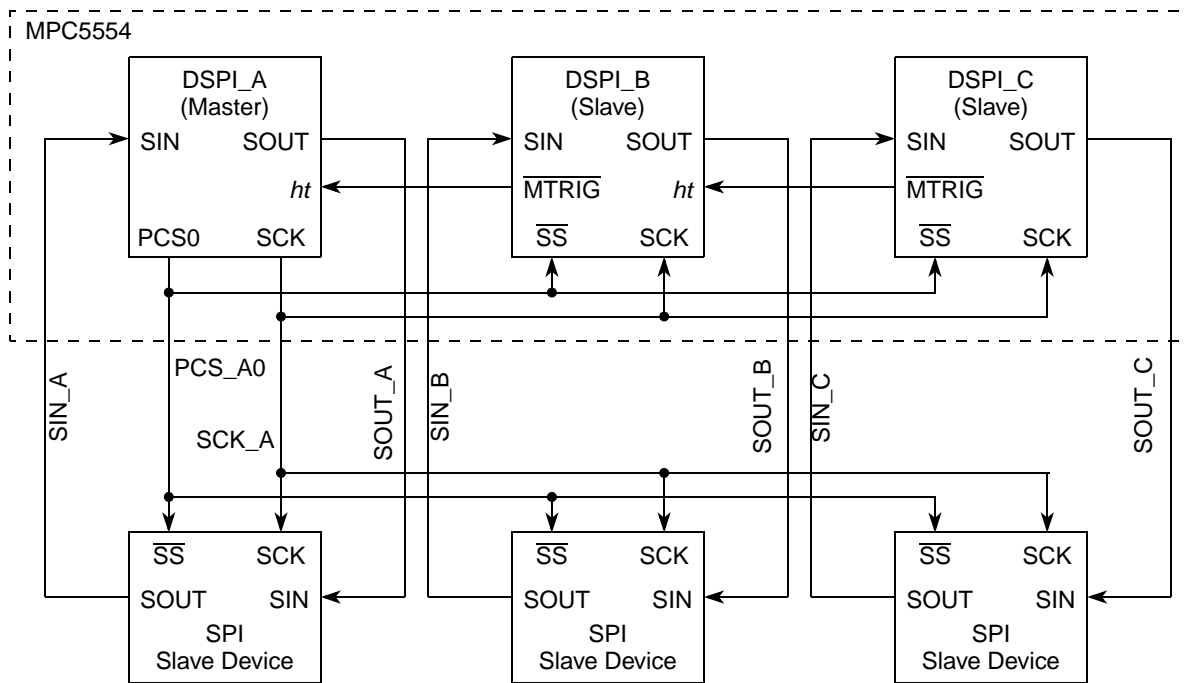 MPC5554
DSPI_A
(Master)
SIN SOUT
ht
PCS0 SCK
DSPI_B
(Slave)
SIN SOUT
MTRIG ht
SS SCK
DSPI_C
(Slave)
SIN SOUT
MTRIG
SS SCK
SIN_A
PCS_A0
SCK_A
SOUT_A
SIN_B
SOUT_B
SIN_C
SOUT_C
SS SCK
SOUT SIN
SPI
Slave Device
SS SCK
SOUT SIN
SPI
Slave Device
SS SCK
SOUT SIN
SPI
Slave Device